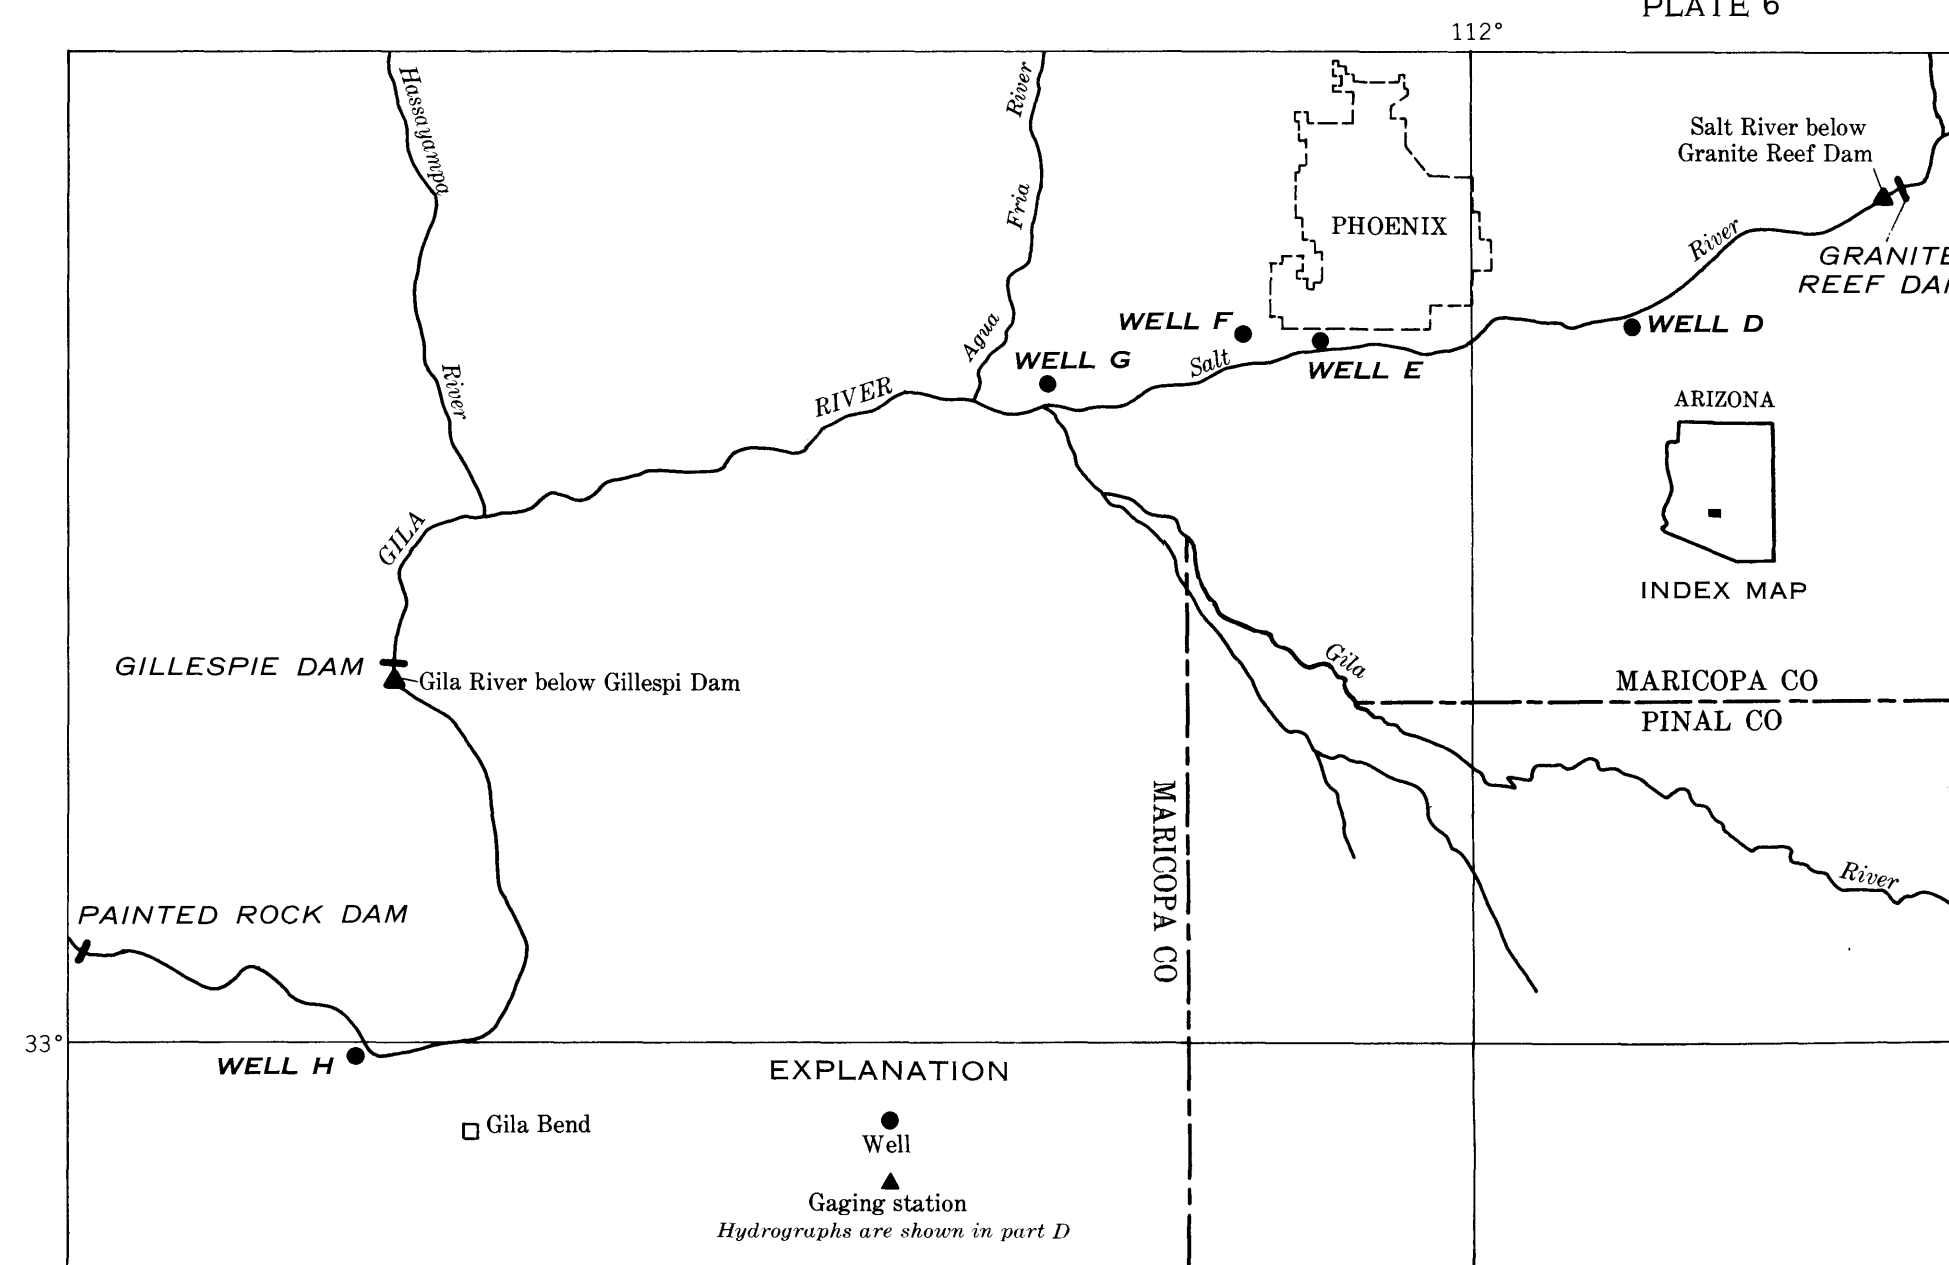 PLATE 6
112°
Hassayampa
River
River
Fria
Agua
Salt River below
Granite Reef Dam
PHOENIX
River
GRANITE
REEF DA
WELL F
WELL D
WELL G
Salt
WELL E
RIVER
ARIZONA
GILA
INDEX MAP
Gila
GILLESPIE DAM
Gila River below Gillespi Dam
MARICOPA CO
PINAL CO
MARICOPA CO
River
PAINTED ROCK DAM
33°
WELL H
EXPLANATION
Gila Bend
Well
Gaging station
Hydrographs are shown in part D